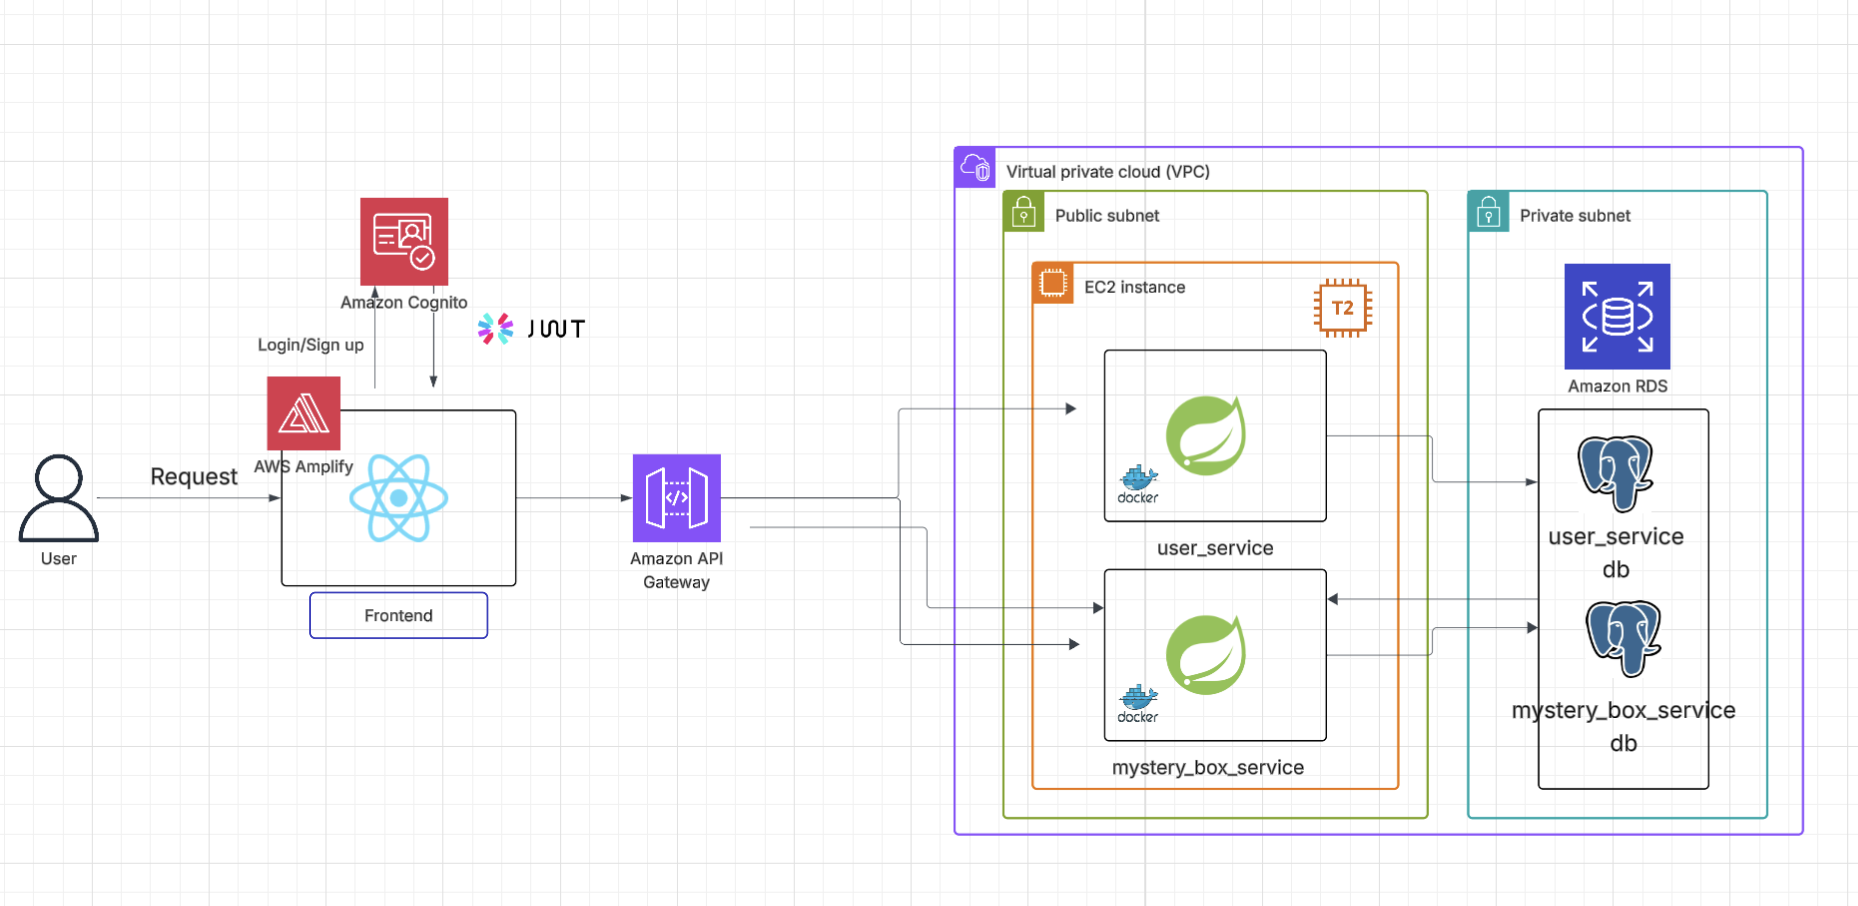 Virtual private cloud (VPC)
Public subnet
Private subnet
EC2 instance
T2
Amazon Cognito
JWT
Login/Sign up
AWS Amplify
Request
User
Frontend
</>
Amazon API
Gateway
docker
user_service
docker
mystery_box_service
Amazon RDS
user_service
db
mystery_box_service
db